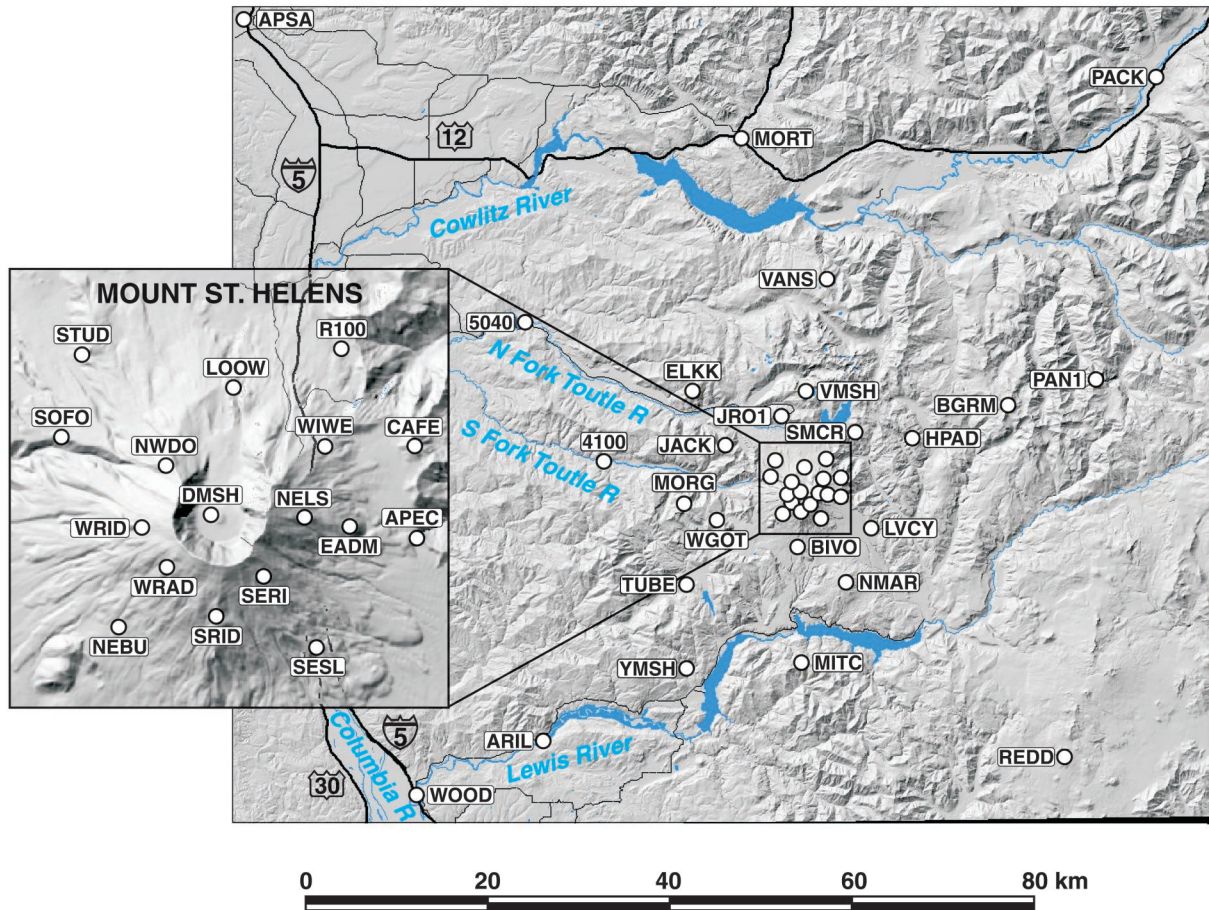 APSA
PACK
12
MORT
5
Cowlitz River
VANS
MOUNT ST. HELENS
STUD
R100
5040
LOOW
N Fork Toutle R
ELKK
PAN1
VMSH
BGRM
SOFO
WIWE
CAFE
JRO1
SMCR
HPAD
NWDO
S Fork Toutle R
4100
JACK
DMSH
NELS
MORG
WRID
EADM
APEC
WGOT
LVCY
BIVO
WRAD
SERI
TUBE
NMAR
NEBU
SRID
SESL
YMSH
MITC
Columbia R
5
ARIL
Lewis River
REDD
30
WOOD
0 20 40 60 80 km